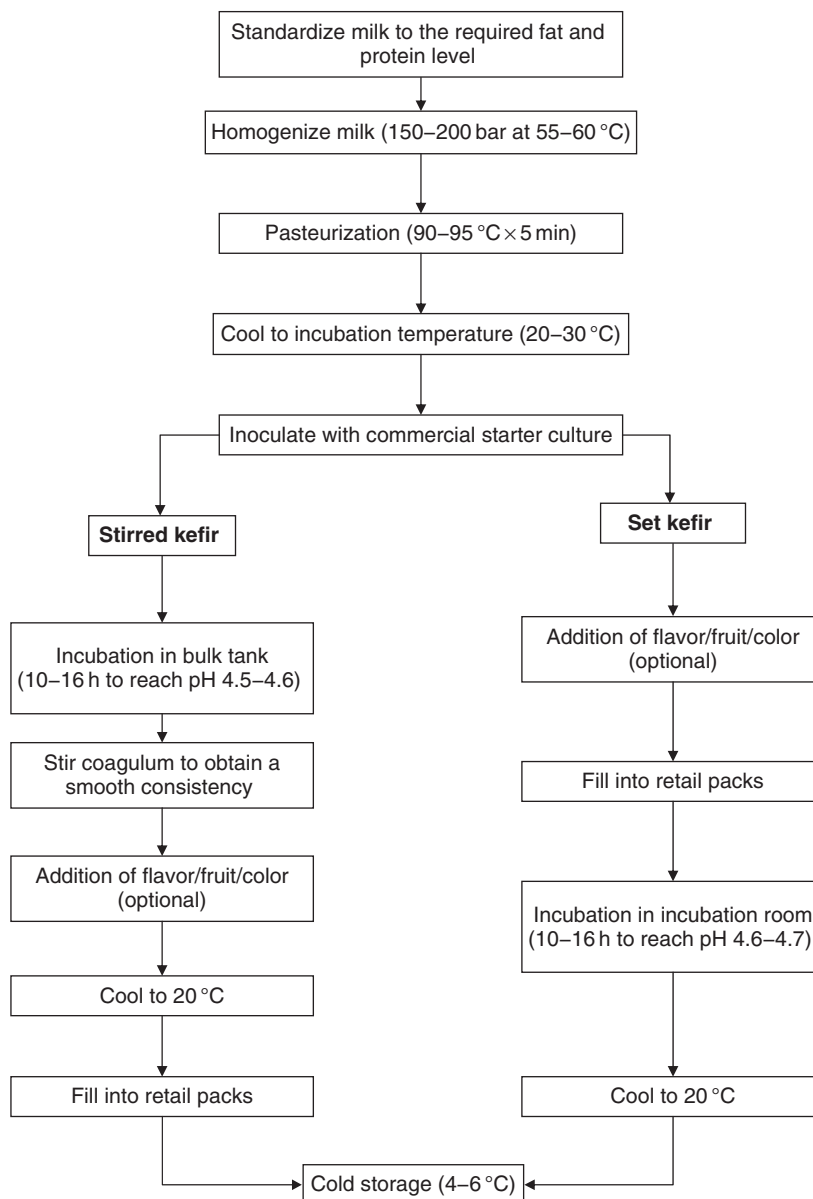 Standardize milk to the required fat and
protein level
Homogenize milk (150–200 bar at 55–60 °C)
Pasteurization (90–95 °C × 5 min)
Cool to incubation temperature (20–30 °C)
Inoculate with commercial starter culture
Stirred kefir
Incubation in bulk tank
(10–16 h to reach pH 4.5–4.6)
Stir coagulum to obtain a
smooth consistency
Addition of flavor/fruit/color
(optional)
Cool to 20 °C
Fill into retail packs
Set kefir
Addition of flavor/fruit/color
(optional)
Fill into retail packs
Incubation in incubation room
(10–16 h to reach pH 4.6–4.7)
Cool to 20 °C
Cold storage (4–6 °C)